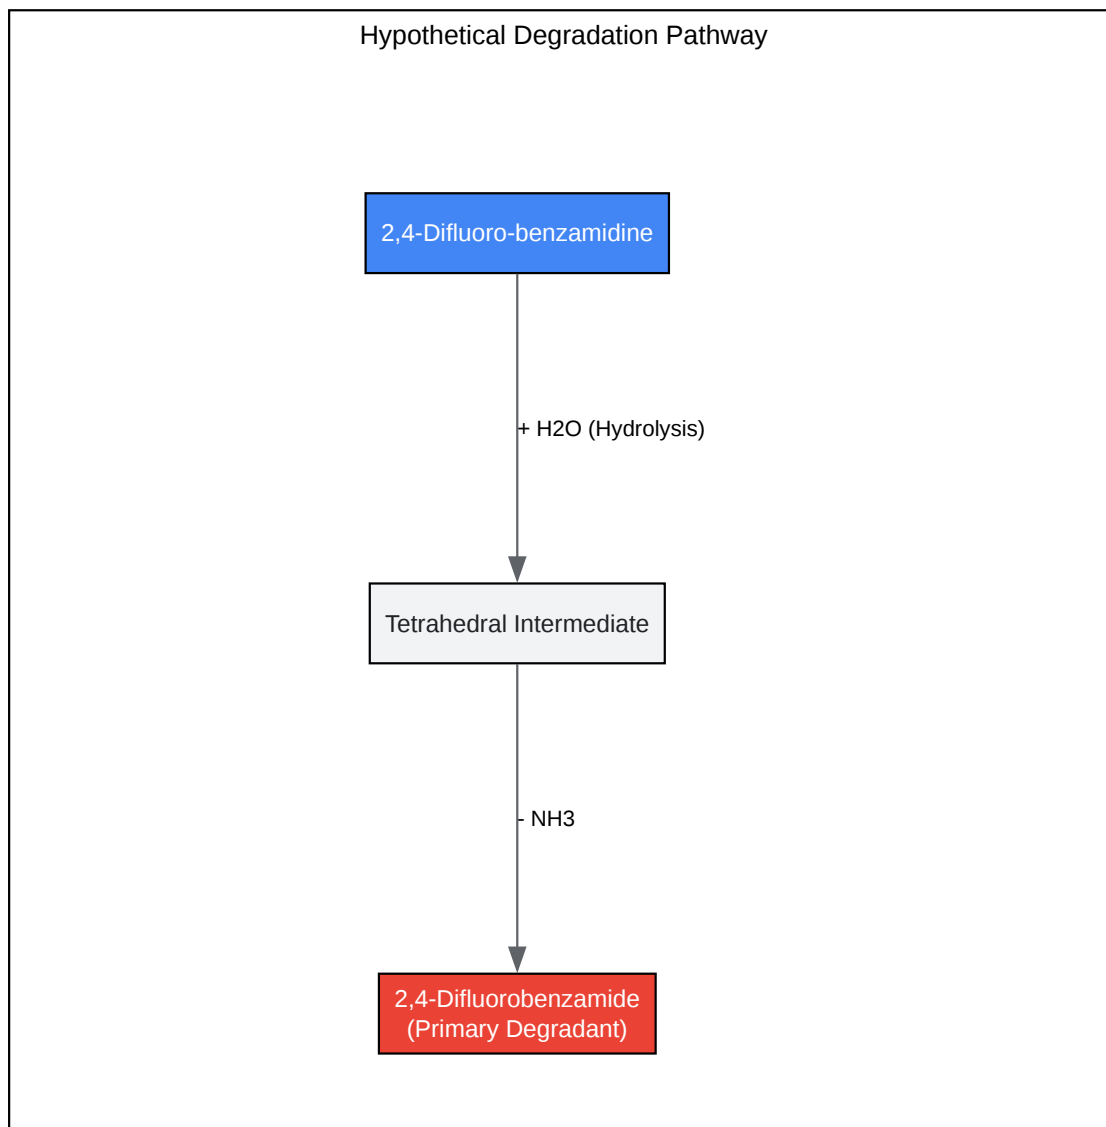 Hypothetical Degradation Pathway
2,4-Difluoro-benzamidine
+ H2O (Hydrolysis)
Tetrahedral Intermediate
- NH3
2,4-Difluorobenzamide
(Primary Degradant)